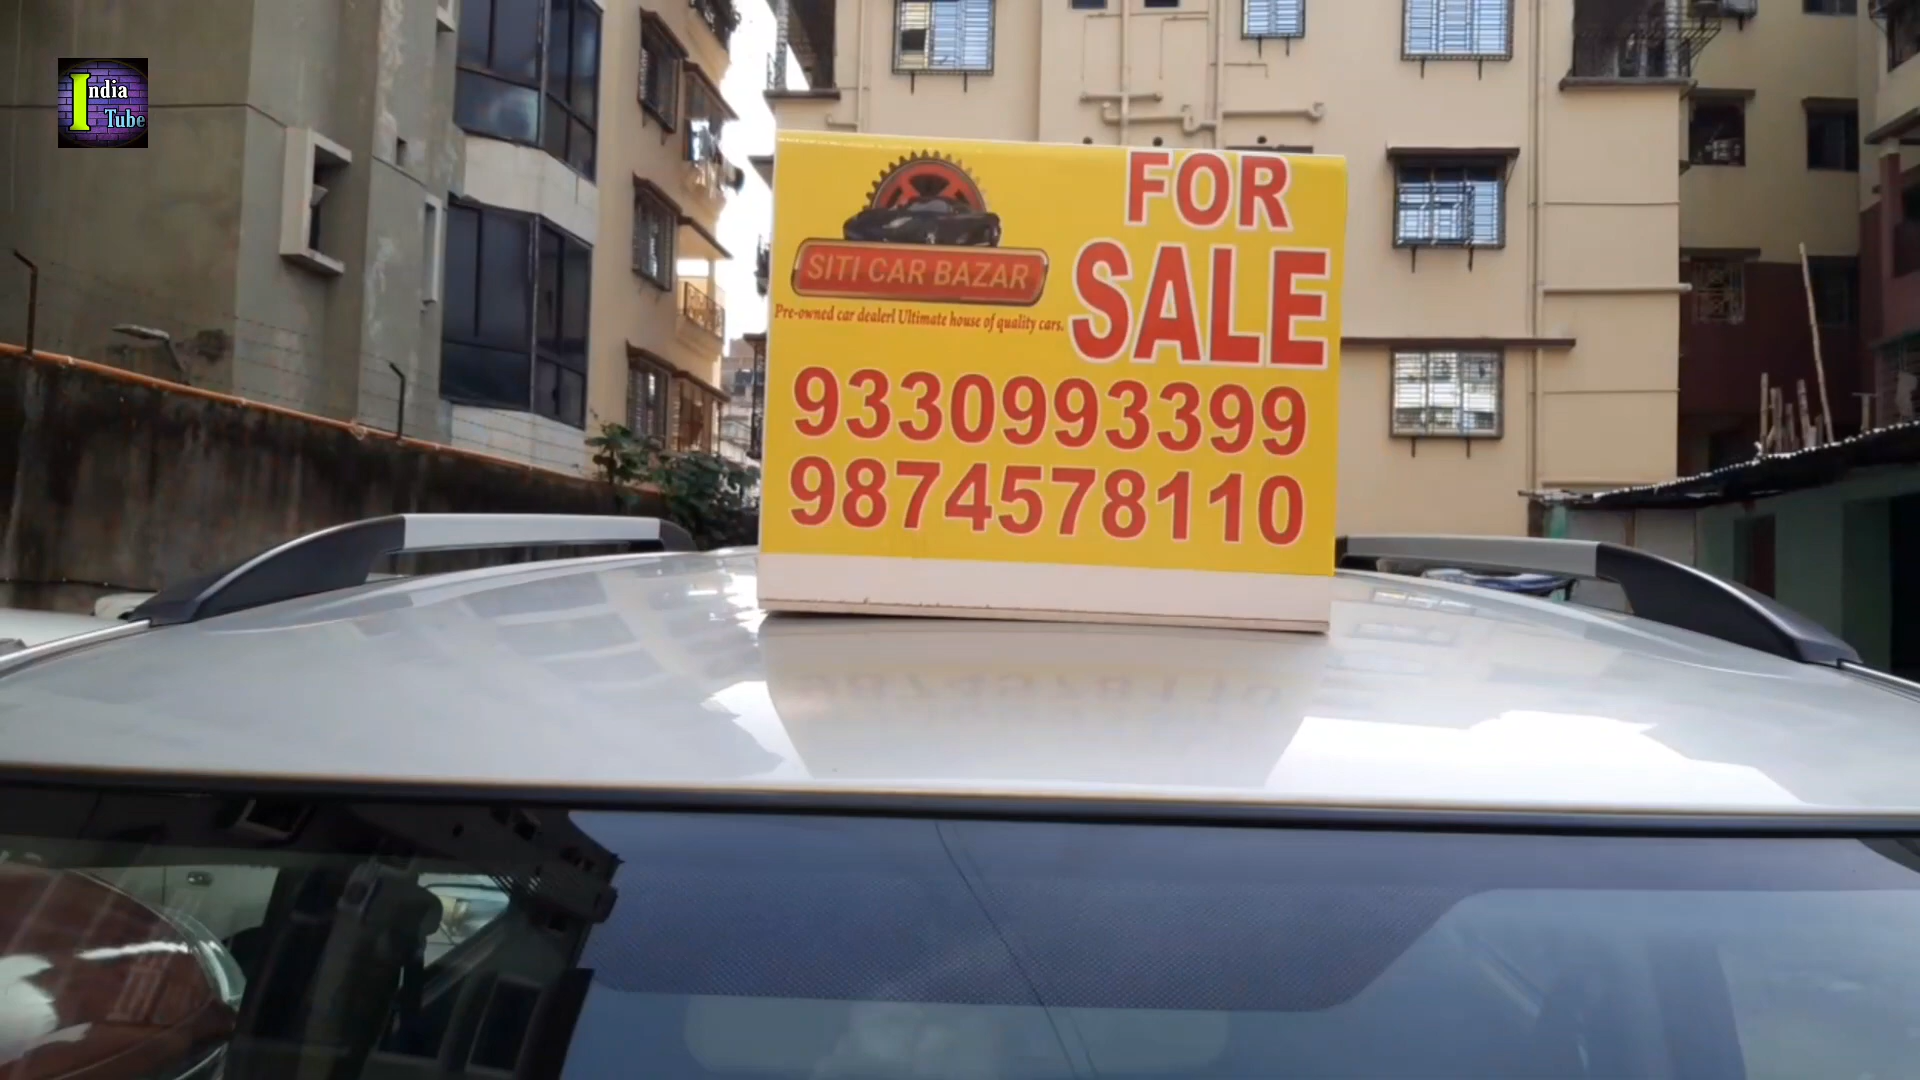 India
Tube
FOR
SALE
SITI CAR BAZAR
Pre-owned car dealer! Ultimate house of quality cars.
9330993399
9874578110